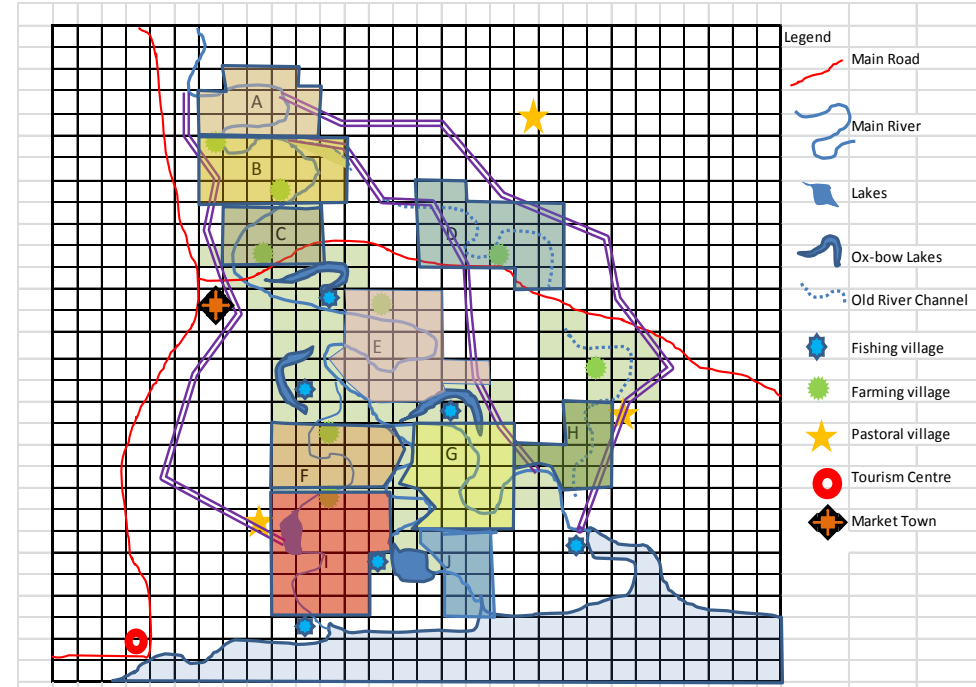 Legend
Main Road
A
Main River
B
Lakes
C
D
Ox-bow Lakes
Old River Channel
E
Fishing village
Farming village
H
Pastoral village
G
F
Tourism Centre
Market Town
I
J